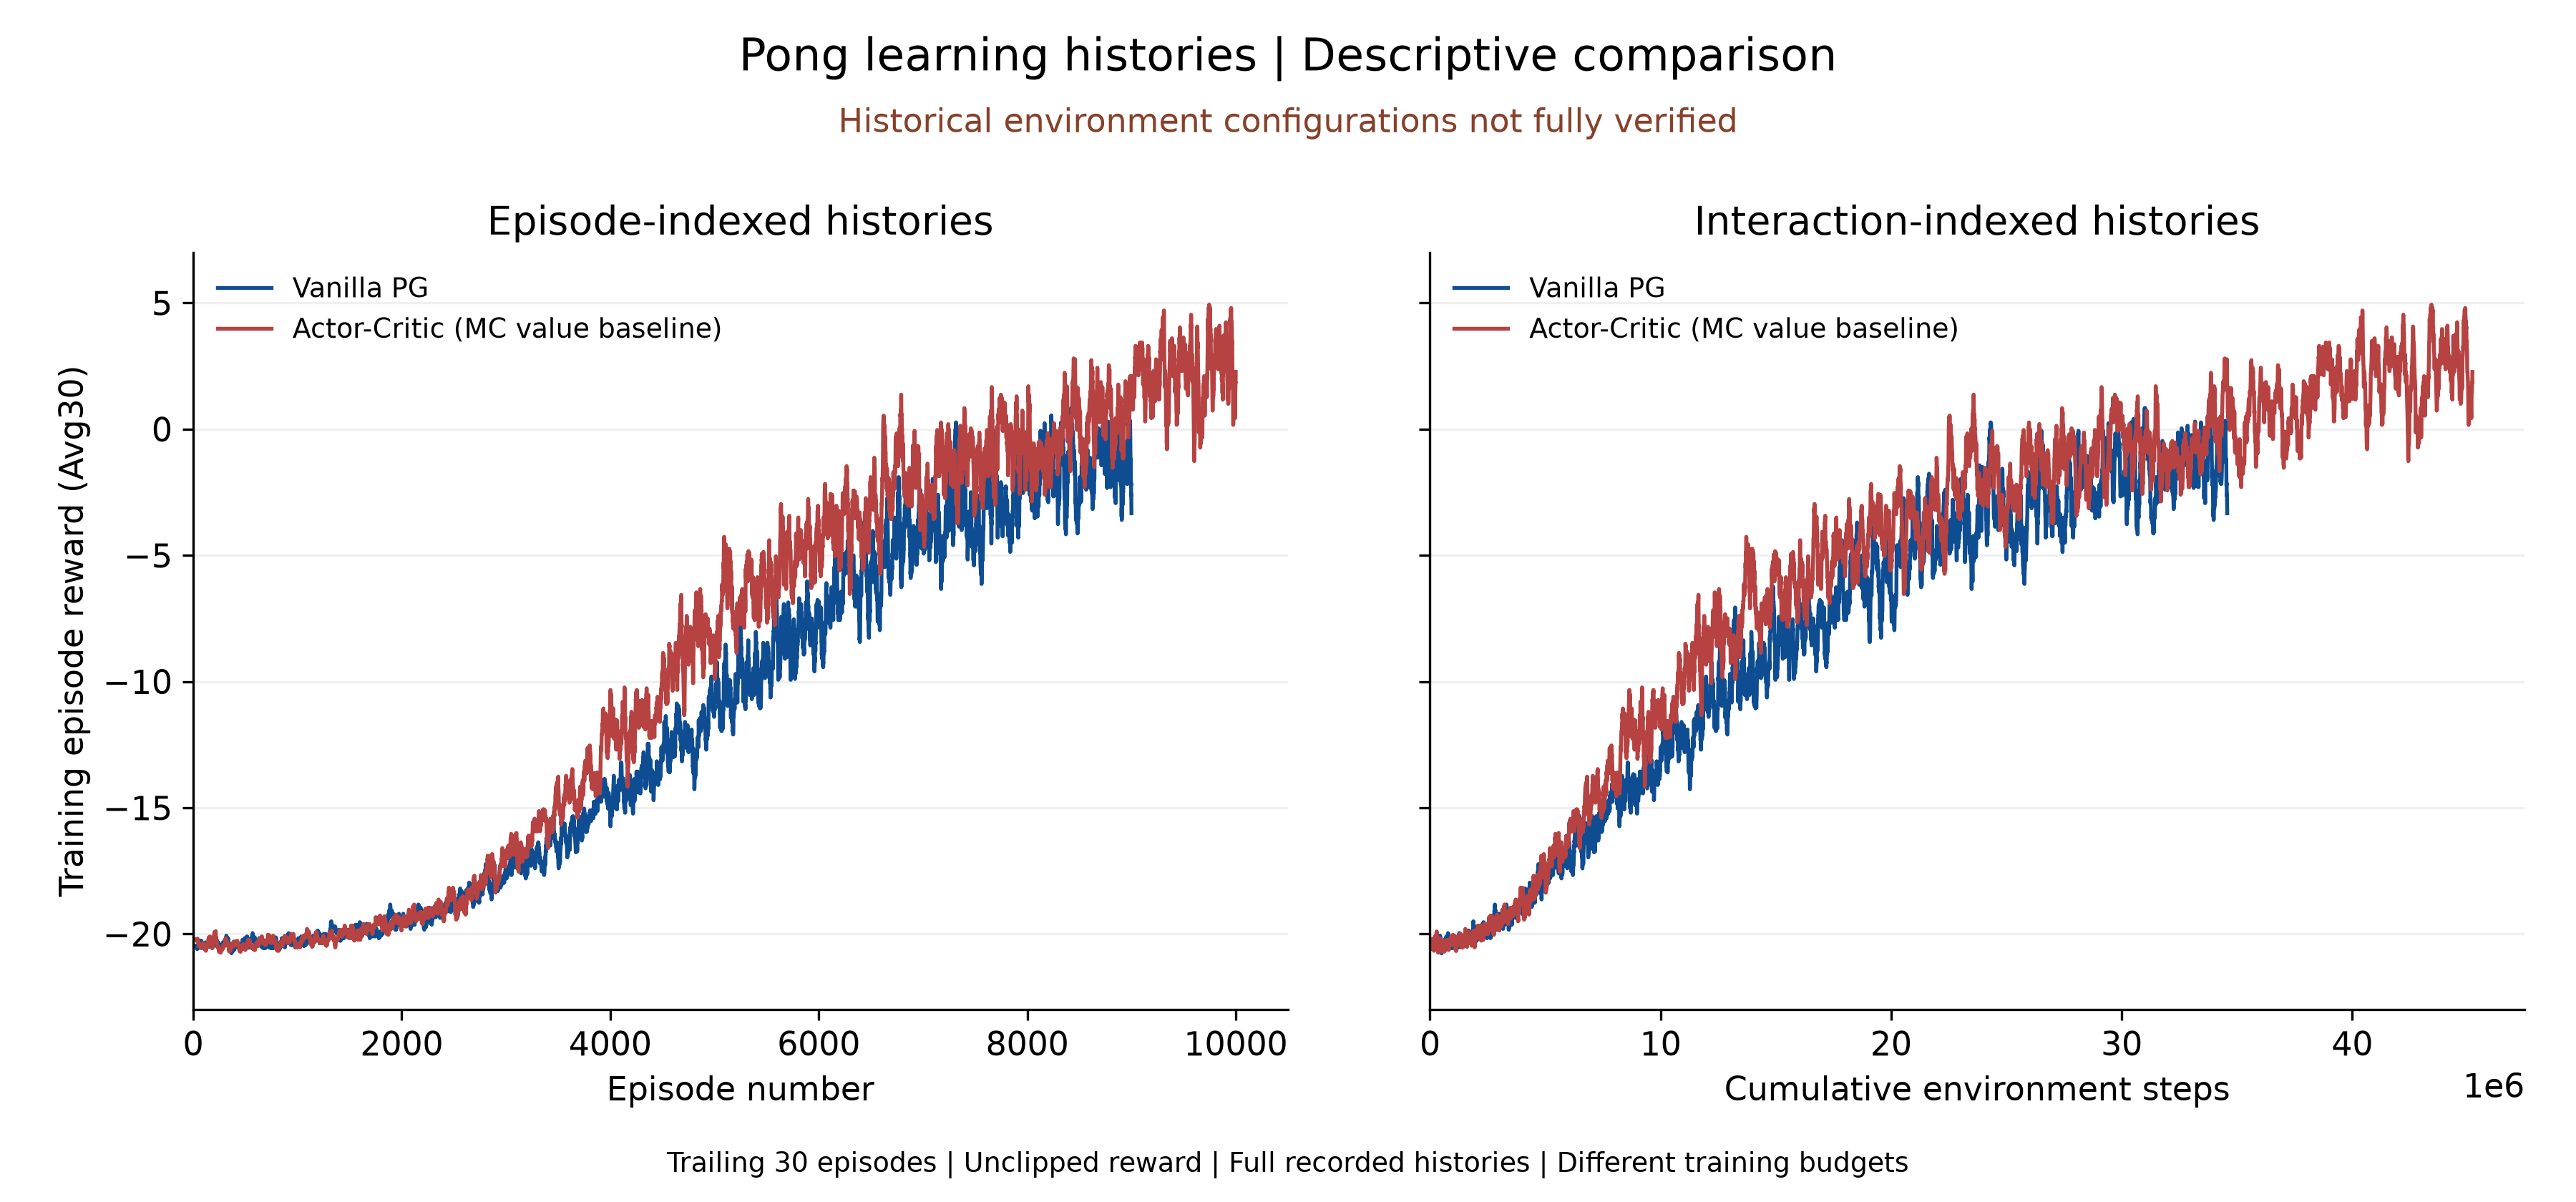 Pong learning histories | Descriptive comparison
Historical environment configurations not fully verified
Episode-indexed histories
Vanilla PG
Actor-Critic (MC value baseline)
Training episode reward (Avg30)
5
0
−5
−10
−15
−20
0 2000 4000 6000 8000 10000
Episode number
Interaction-indexed histories
Vanilla PG
Actor-Critic (MC value baseline)
0 10 20 30 40
1e6
Cumulative environment steps
Trailing 30 episodes | Unclipped reward | Full recorded histories | Different training budgets